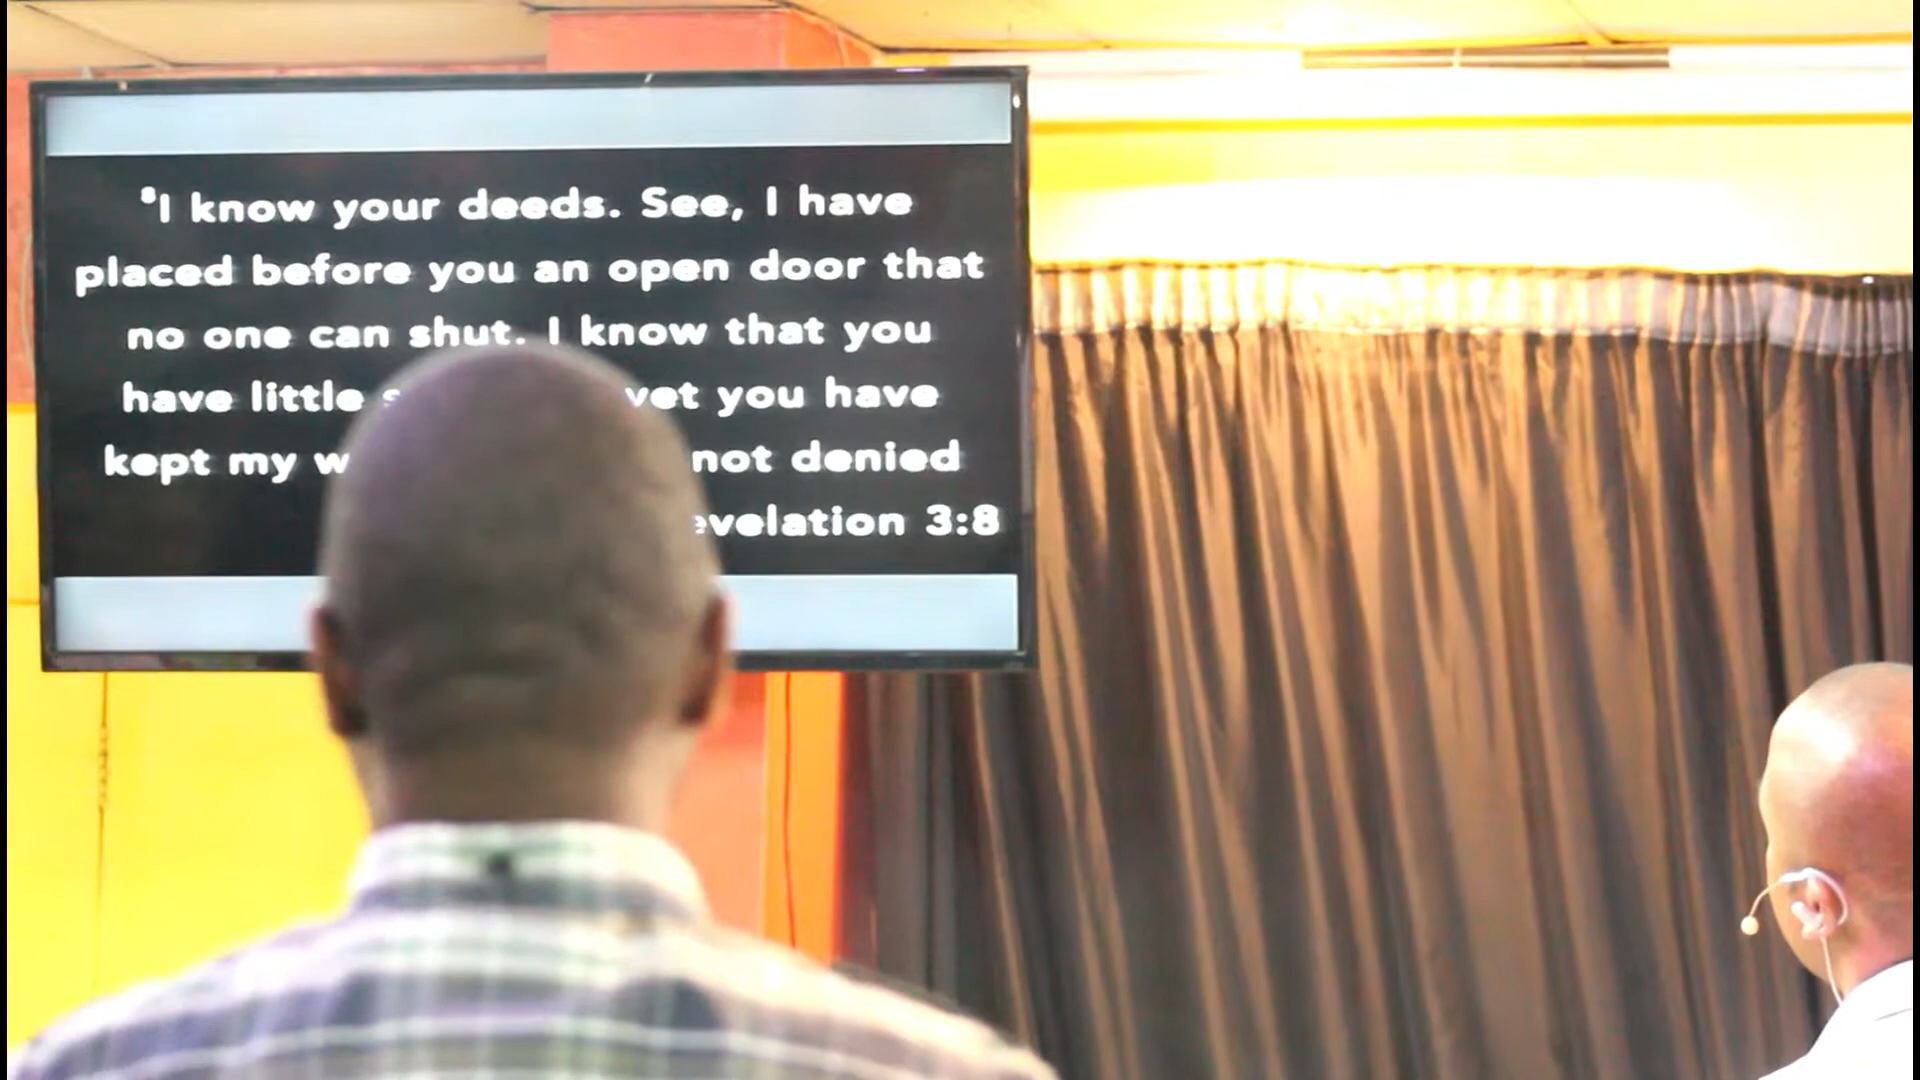 ⁸I know your deeds. See, I have
placed before you an open door that
no one can shut. I know that you
have little yet you have
kept my not denied
3:8